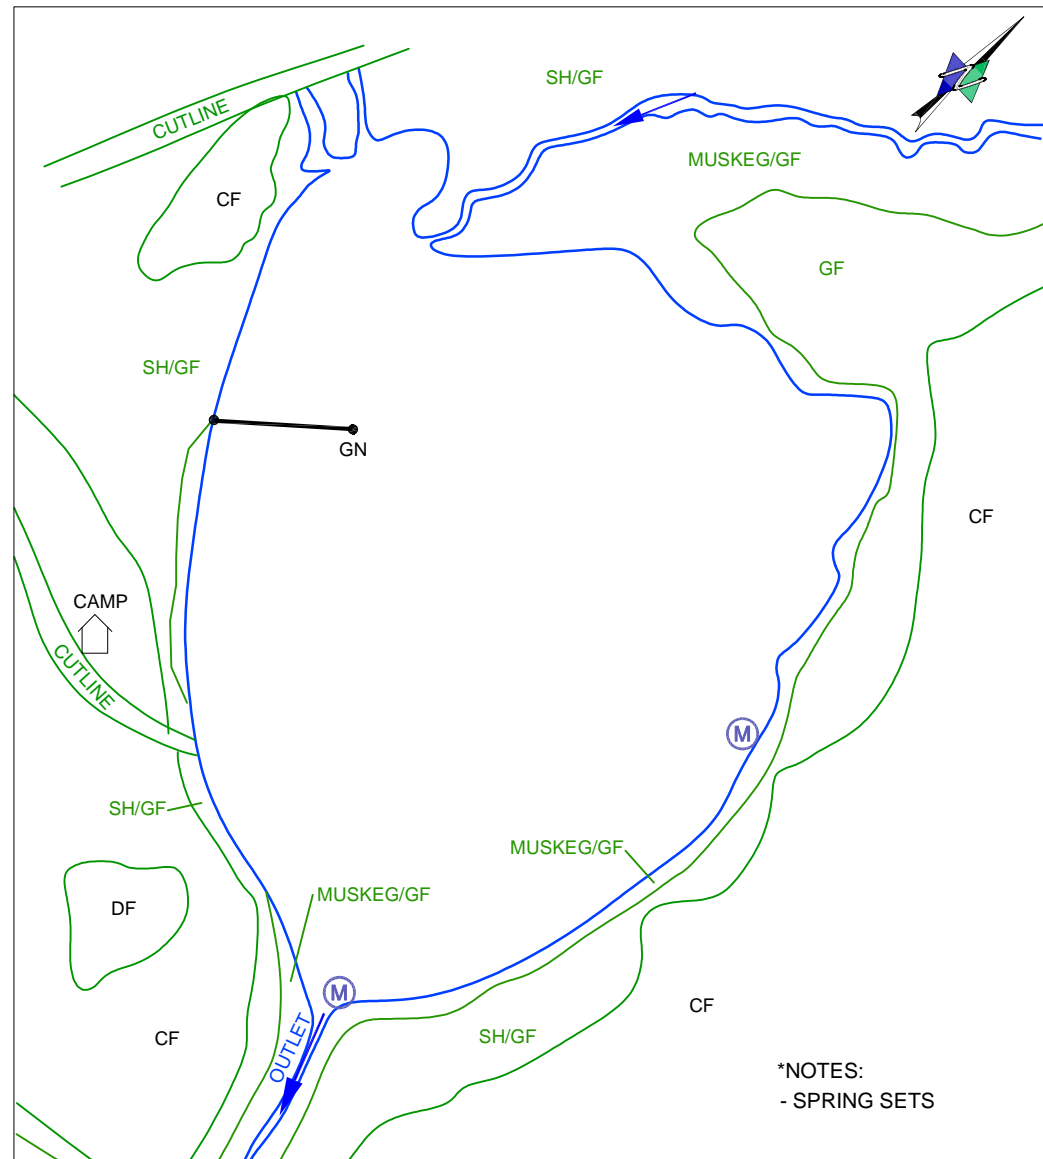 SH/GF
CUTLINE
MUSKEG/GF
CF
GF
SH/GF
GN
CF
CAMP
CUTLINE
M
SH/GF
MUSKEG/GF
MUSKEG/GF
DF
M
CF
SH/GF
CF
OUTLET
*NOTES:
- SPRING SETS